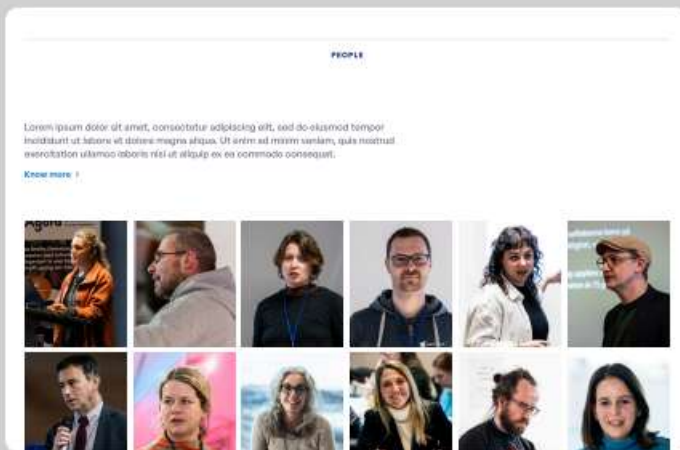 PEOPLE
Lorem ipsum dolor sit amet, consectetur adipiscing elit, sed do eiusmod tempor
incididunt ut labore et dolore magna aliqua. Ut enim ad minim veniam, quis nostrud
exercitation ullamco laboris nisi ut aliquip ex ea commodo consequat.
Know more ›
Agora